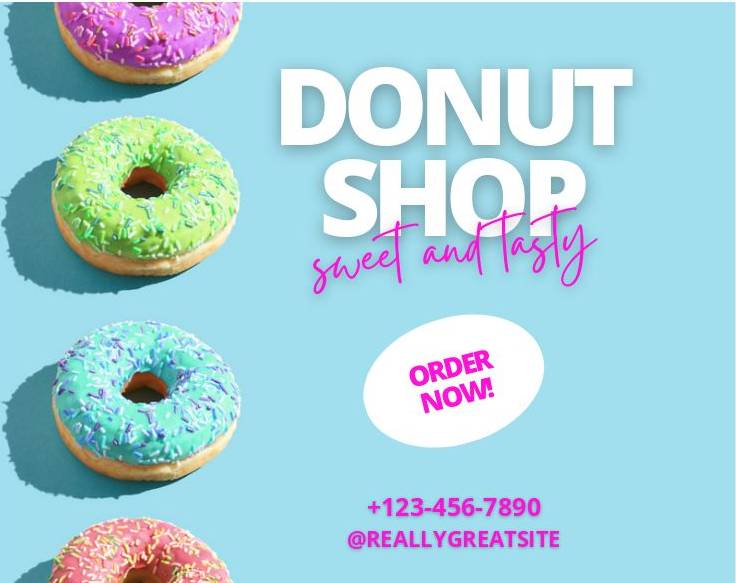 DONUT
SHOP
sweet and tasty
ORDER
NOW!
+123-456-7890
@REALLYGREATSITE